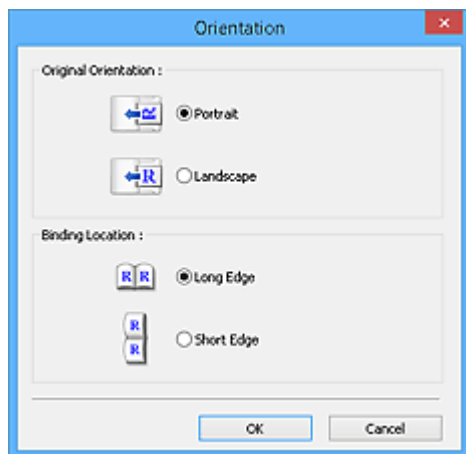 Orientation
Original Orientation :
R
Portrait
R
Landscape
Binding Location :
R R
Long Edge
R
R
Short Edge
OK Cancel